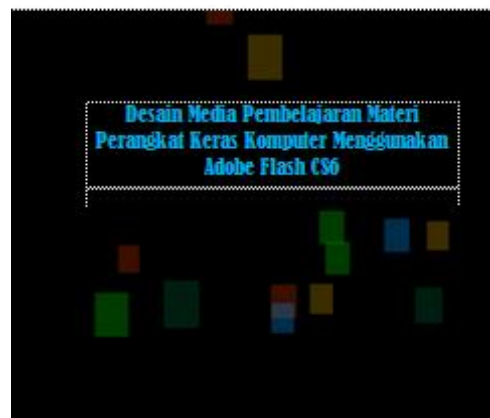 Desain Media Pembelajaran Materi
Perangkat Keras Komputer Menggunakan
Adobe Flash CS6